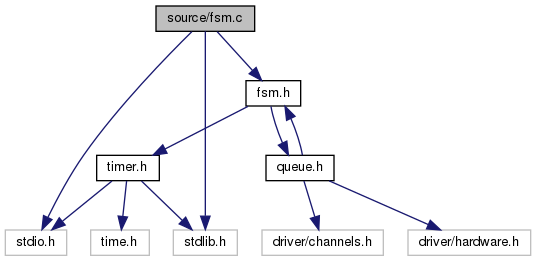 source/fsm.c
fsm.h
timer.h
queue.h
stdio.h
time.h
stdlib.h
driver/channels.h
driver/hardware.h